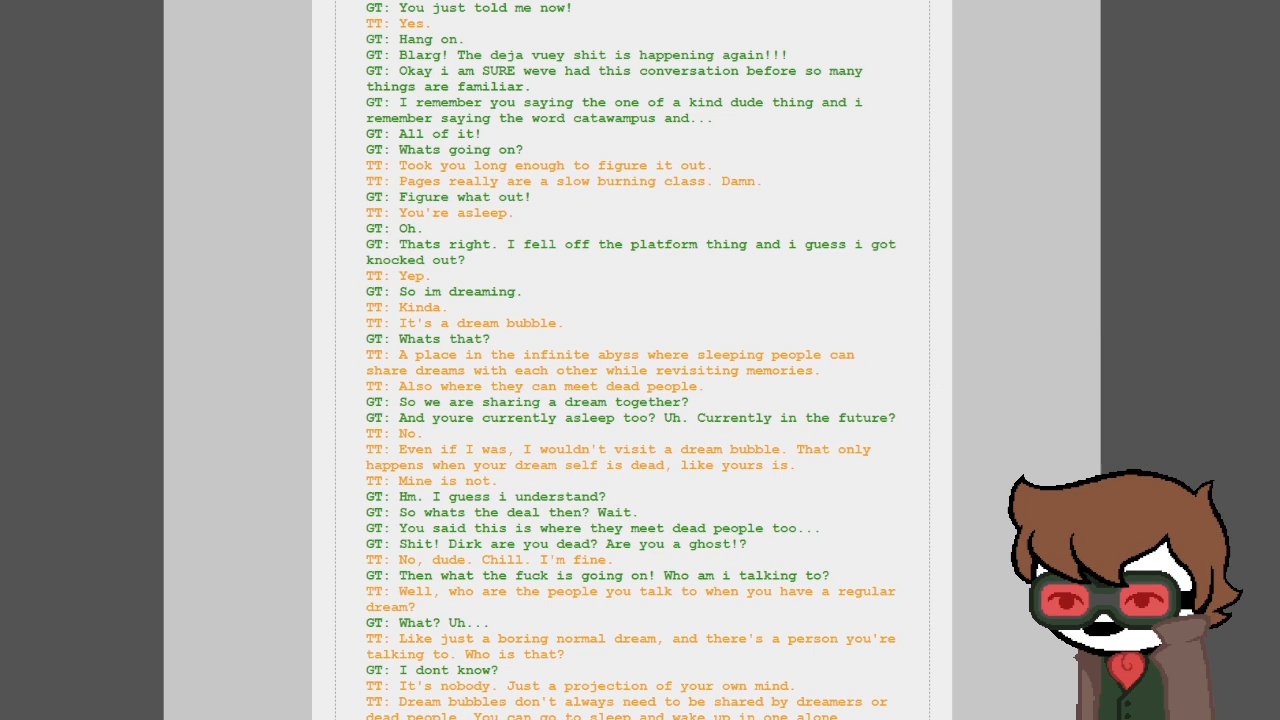 GT: You just told me now!
TT: Yes.
GT: Hang on.
GT: Blarg! The deja vuey shit is happening again!!!
GT: Okay i am SURE weve had this conversation before so many
things are familiar.
GT: I remember you saying the one of a kind dude thing and i
remember saying the word catawampus and...
GT: All of it!
GT: Whats going on?
TT: Took you long enough to figure it out.
TT: Pages really are a slow burning class. Damn.
GT: Figure what out!
TT: You're asleep.
GT: Oh.
GT: Thats right. I fell off the platform thing and i guess i got
knocked out?
TT: Yep.
GT: So im dreaming.
TT: Kinda.
TT: It's a dream bubble.
GT: Whats that?
TT: A place in the infinite abyss where sleeping people can
share dreams with each other while revisiting memories.
TT: Also where they can meet dead people.
GT: So we are sharing a dream together?
GT: And youre currently asleep too? Uh. Currently in the future?
TT: No.
TT: Even if I was, I wouldn't visit a dream bubble. That only
happens when your dream self is dead, like yours is.
TT: Mine is not.
GT: Hm. I guess i understand?
GT: So whats the deal then? Wait.
GT: You said this is where they meet dead people too...
GT: Shit! Dirk are you dead? Are you a ghost!?
TT: No, dude. Chill. I'm fine.
GT: Then what the fuck is going on! Who am i talking to?
TT: Well, who are the people you talk to when you have a regular
dream?
GT: What? Uh...
TT: Like just a boring normal dream, and there's a person you're
talking to. Who is that?
GT: I dont know?
TT: It's nobody. Just a projection of your own mind.
TT: Dream bubbles don't always need to be shared by dreamers or
dead people. You can go to sleep and wake up in one alone